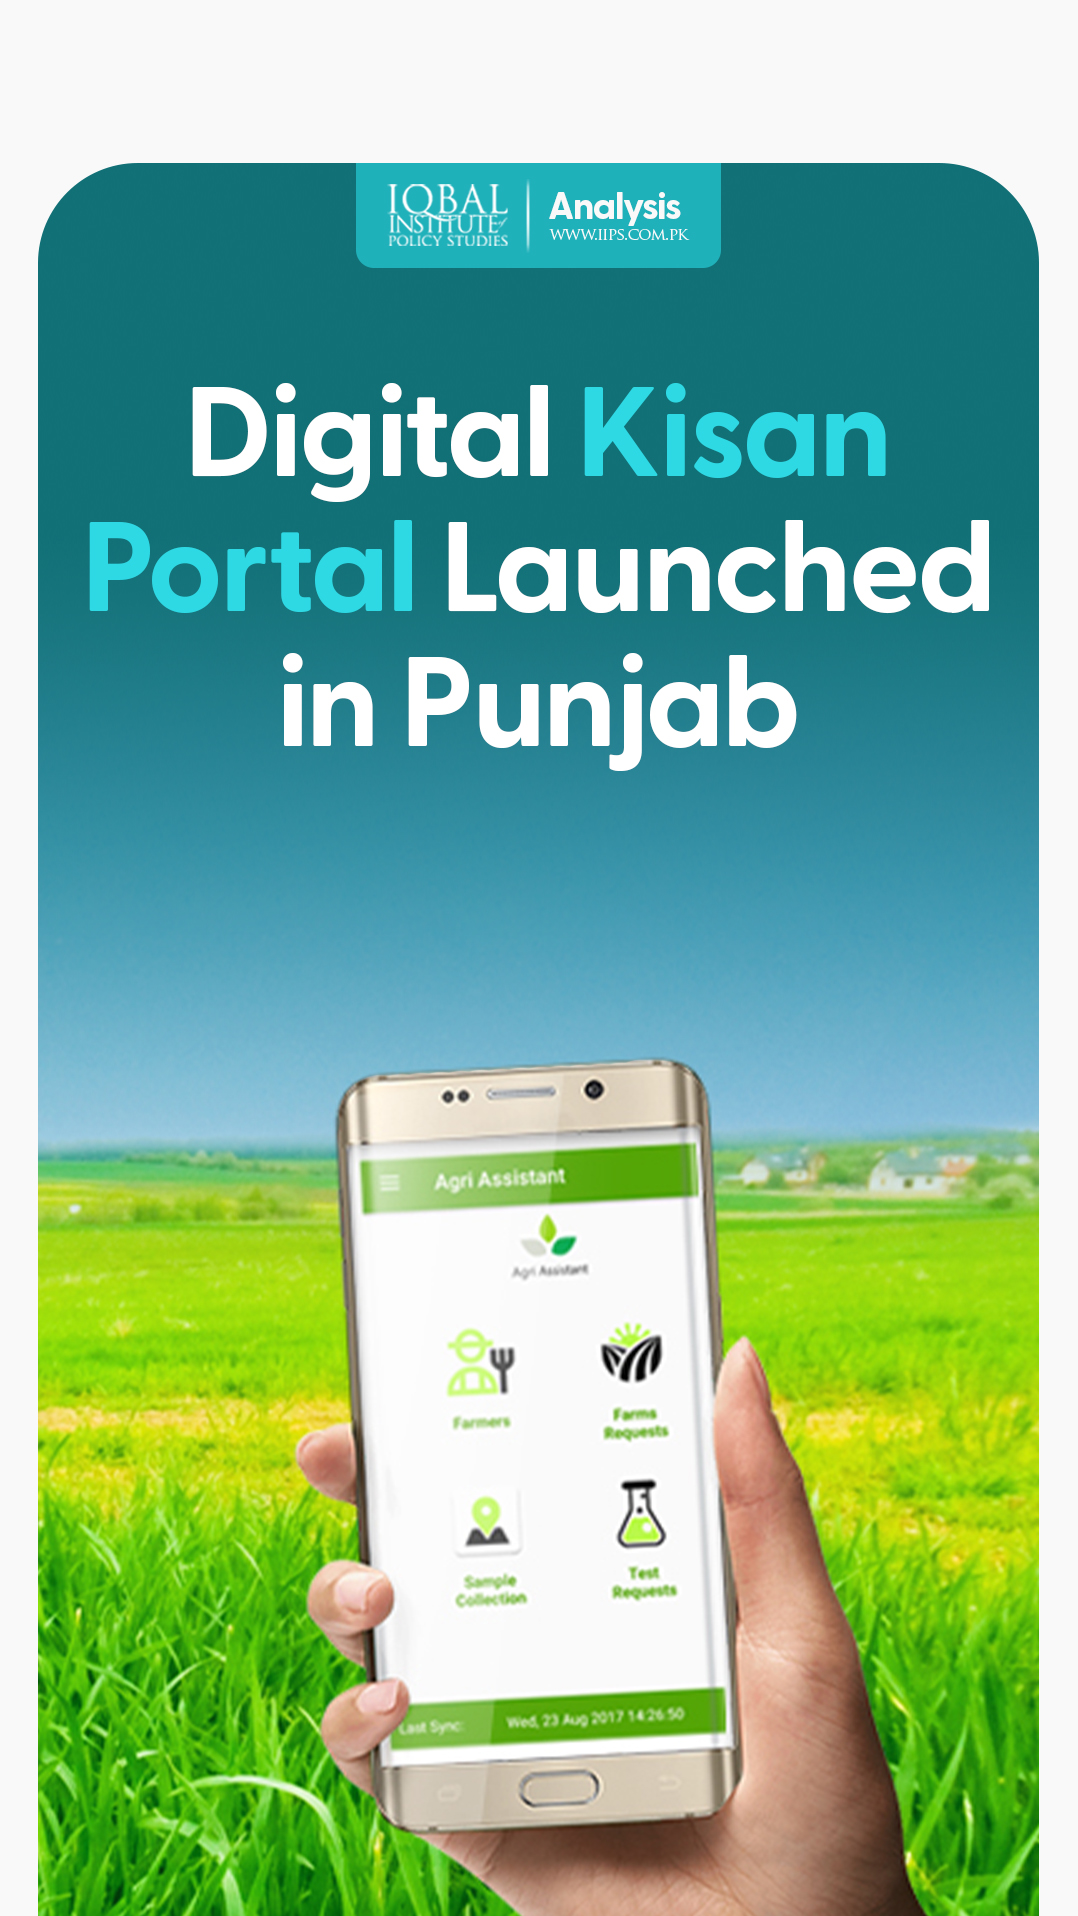 IQBAL
INSTITUTE of
POLICY STUDIES
Analysis
WWW.IIPS.COM.PK
Digital Kisan
Portal Launched
in Punjab
Agri Assistant
Agri Assistant
Farmers
Farms
Requests
Sample
Collection
Test
Requests
Last Sync: Wed, 23 Aug 2017 14:26:50